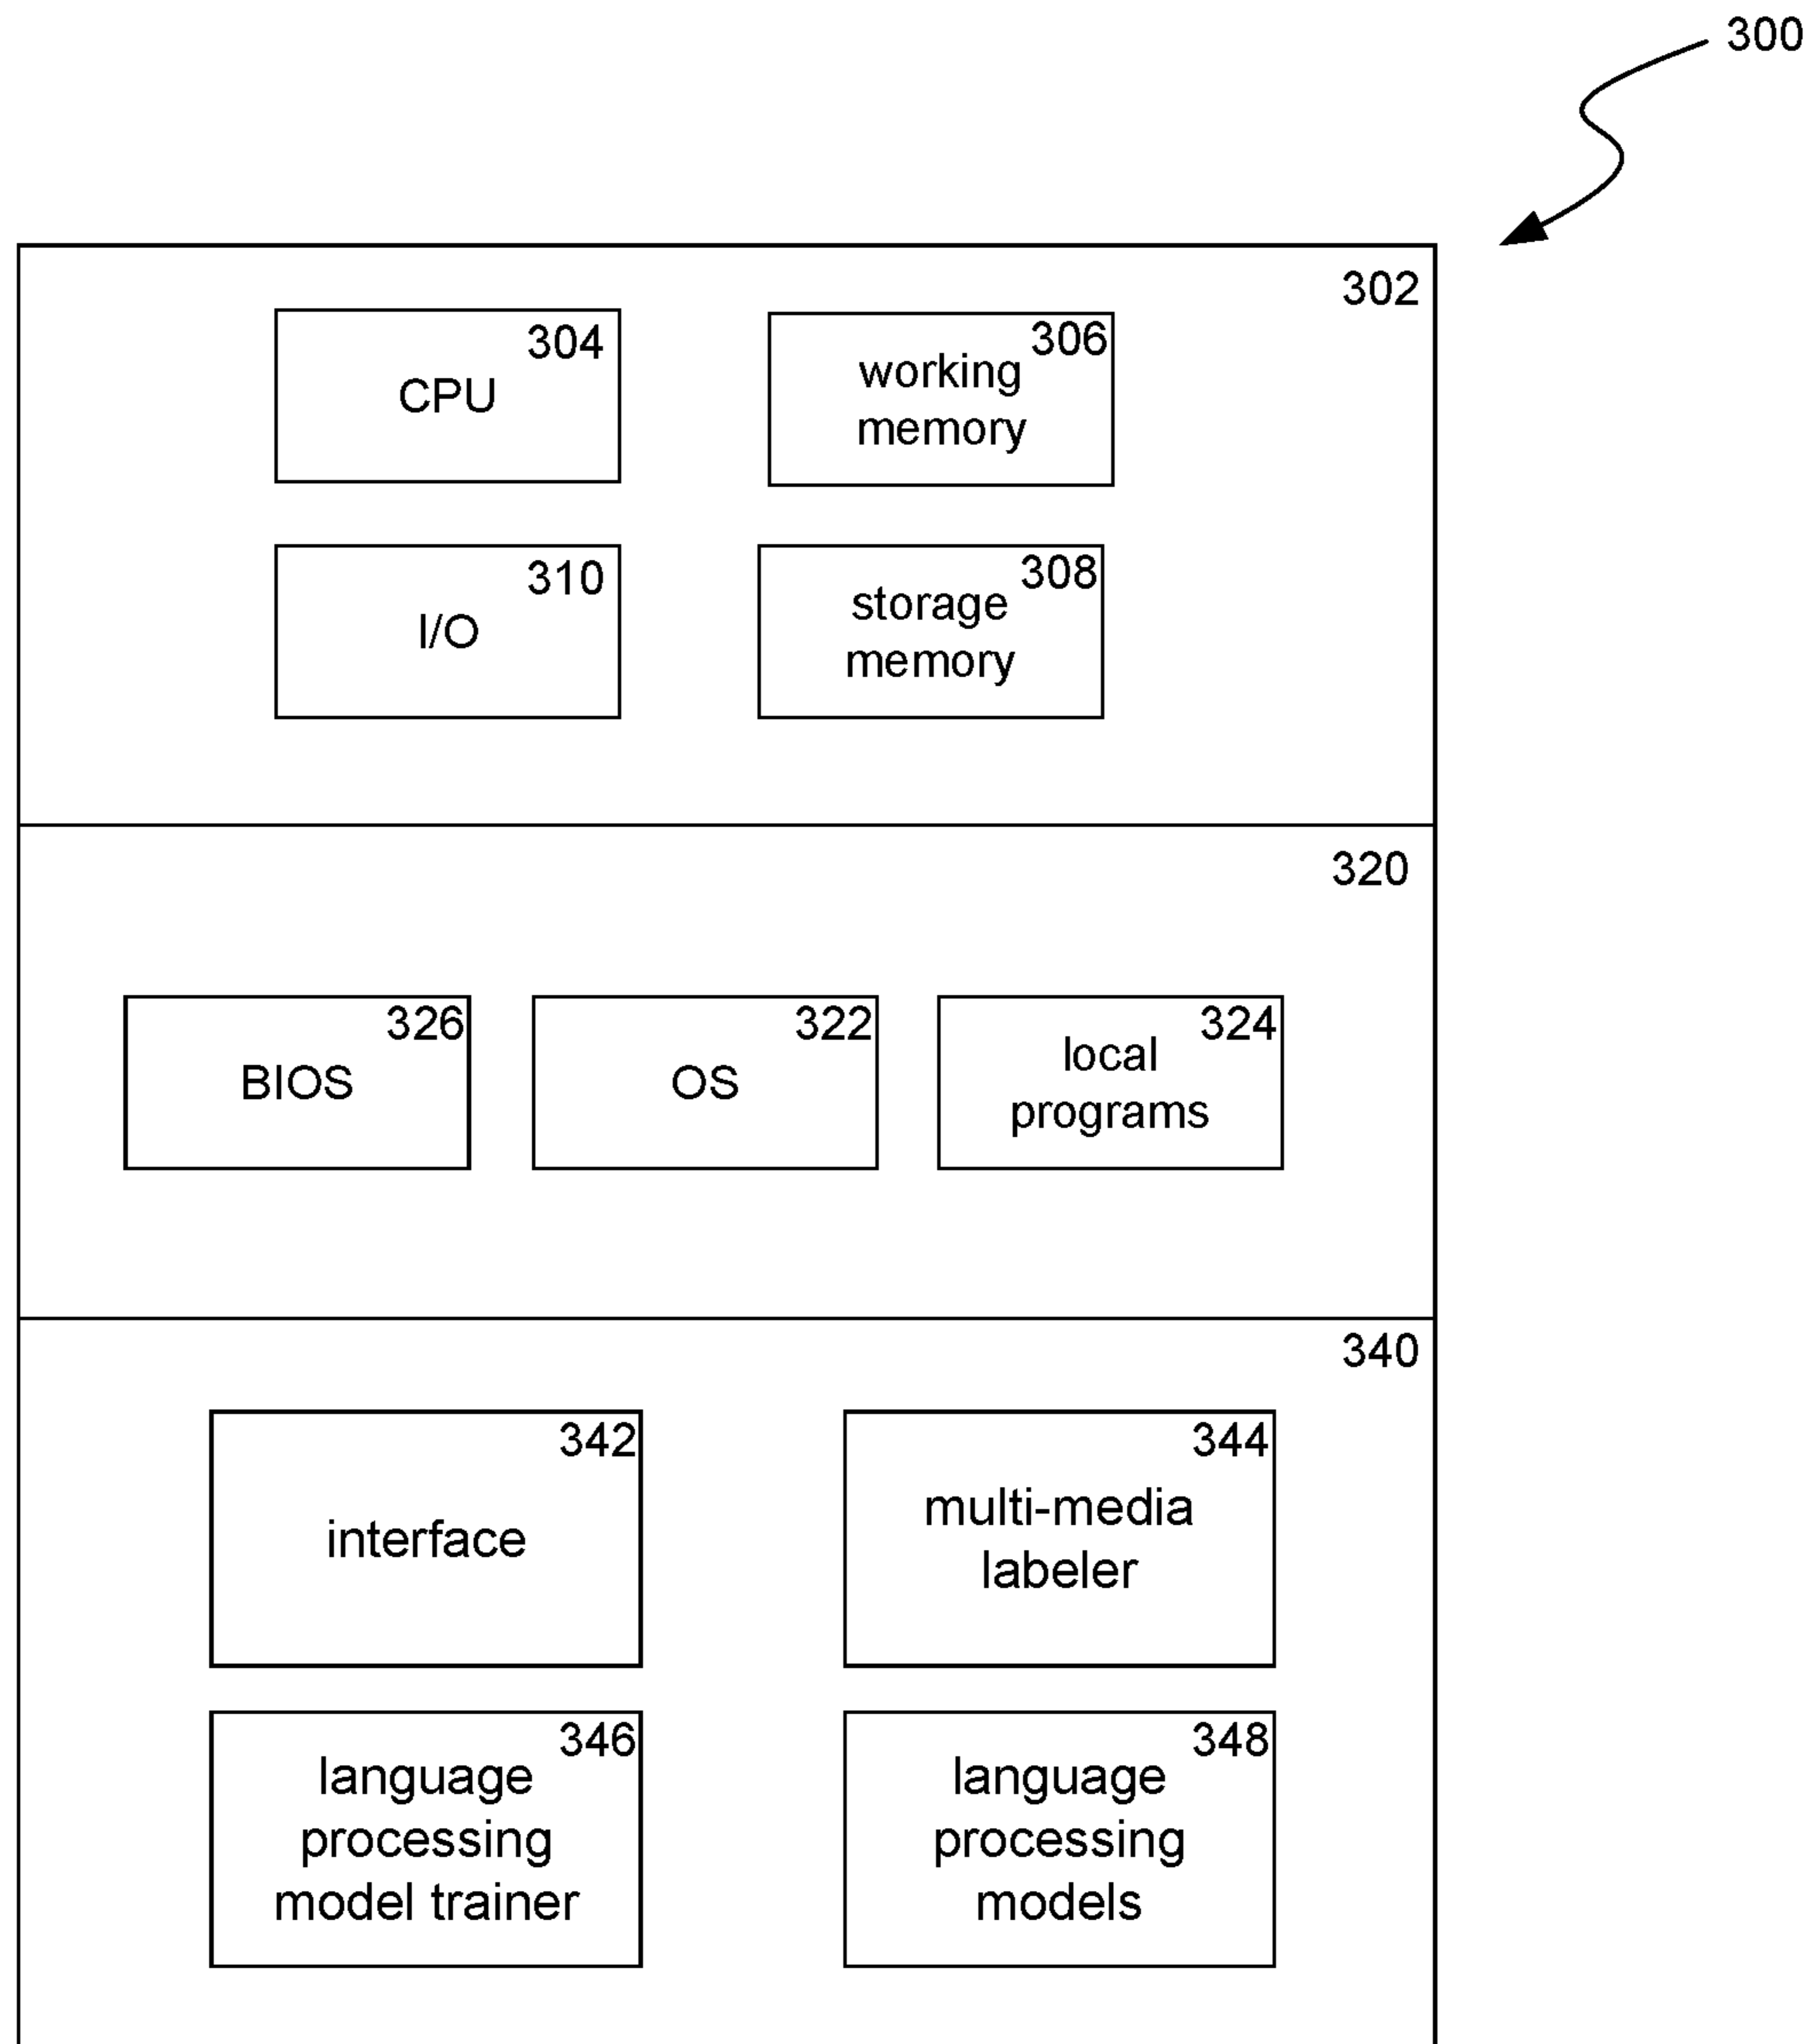 300
302
304
CPU
306
working
memory
310
I/O
308
storage
memory
320
326
BIOS
322
OS
324
local
programs
340
342
interface
344
multi-media
labeler
346
language
processing
model trainer
348
language
processing
models